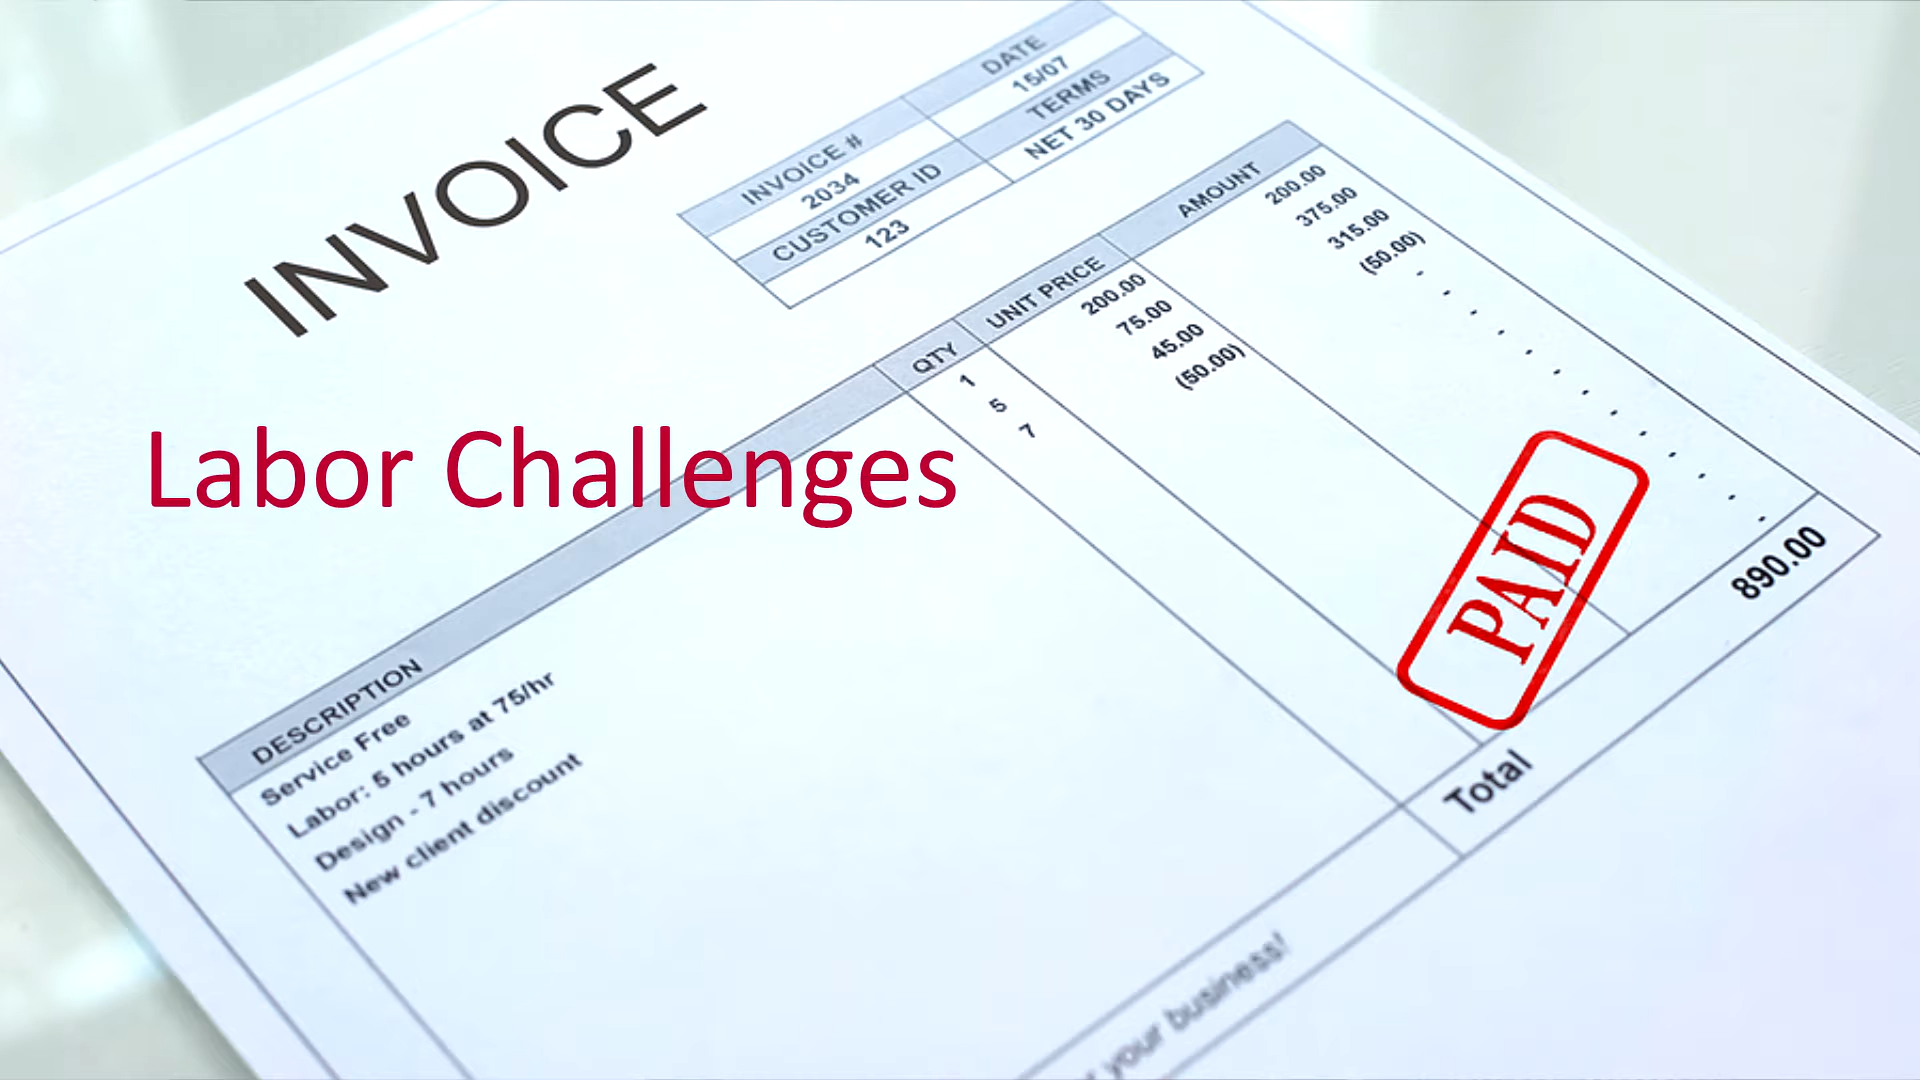 INVOICE
INVOICE #
2034
CUSTOMER ID
123
DATE
15/07
TERMS
NET 30 DAYS
Labor Challenges
DESCRIPTION QTY UNIT PRICE AMOUNT
Service Free 1 200.00 200.00
Labor: 5 hours at 75/hr 5 75.00 375.00
Design - 7 hours 7 45.00 315.00
New client discount (50.00) (50.00)
PAID
Total 890.00
your business!